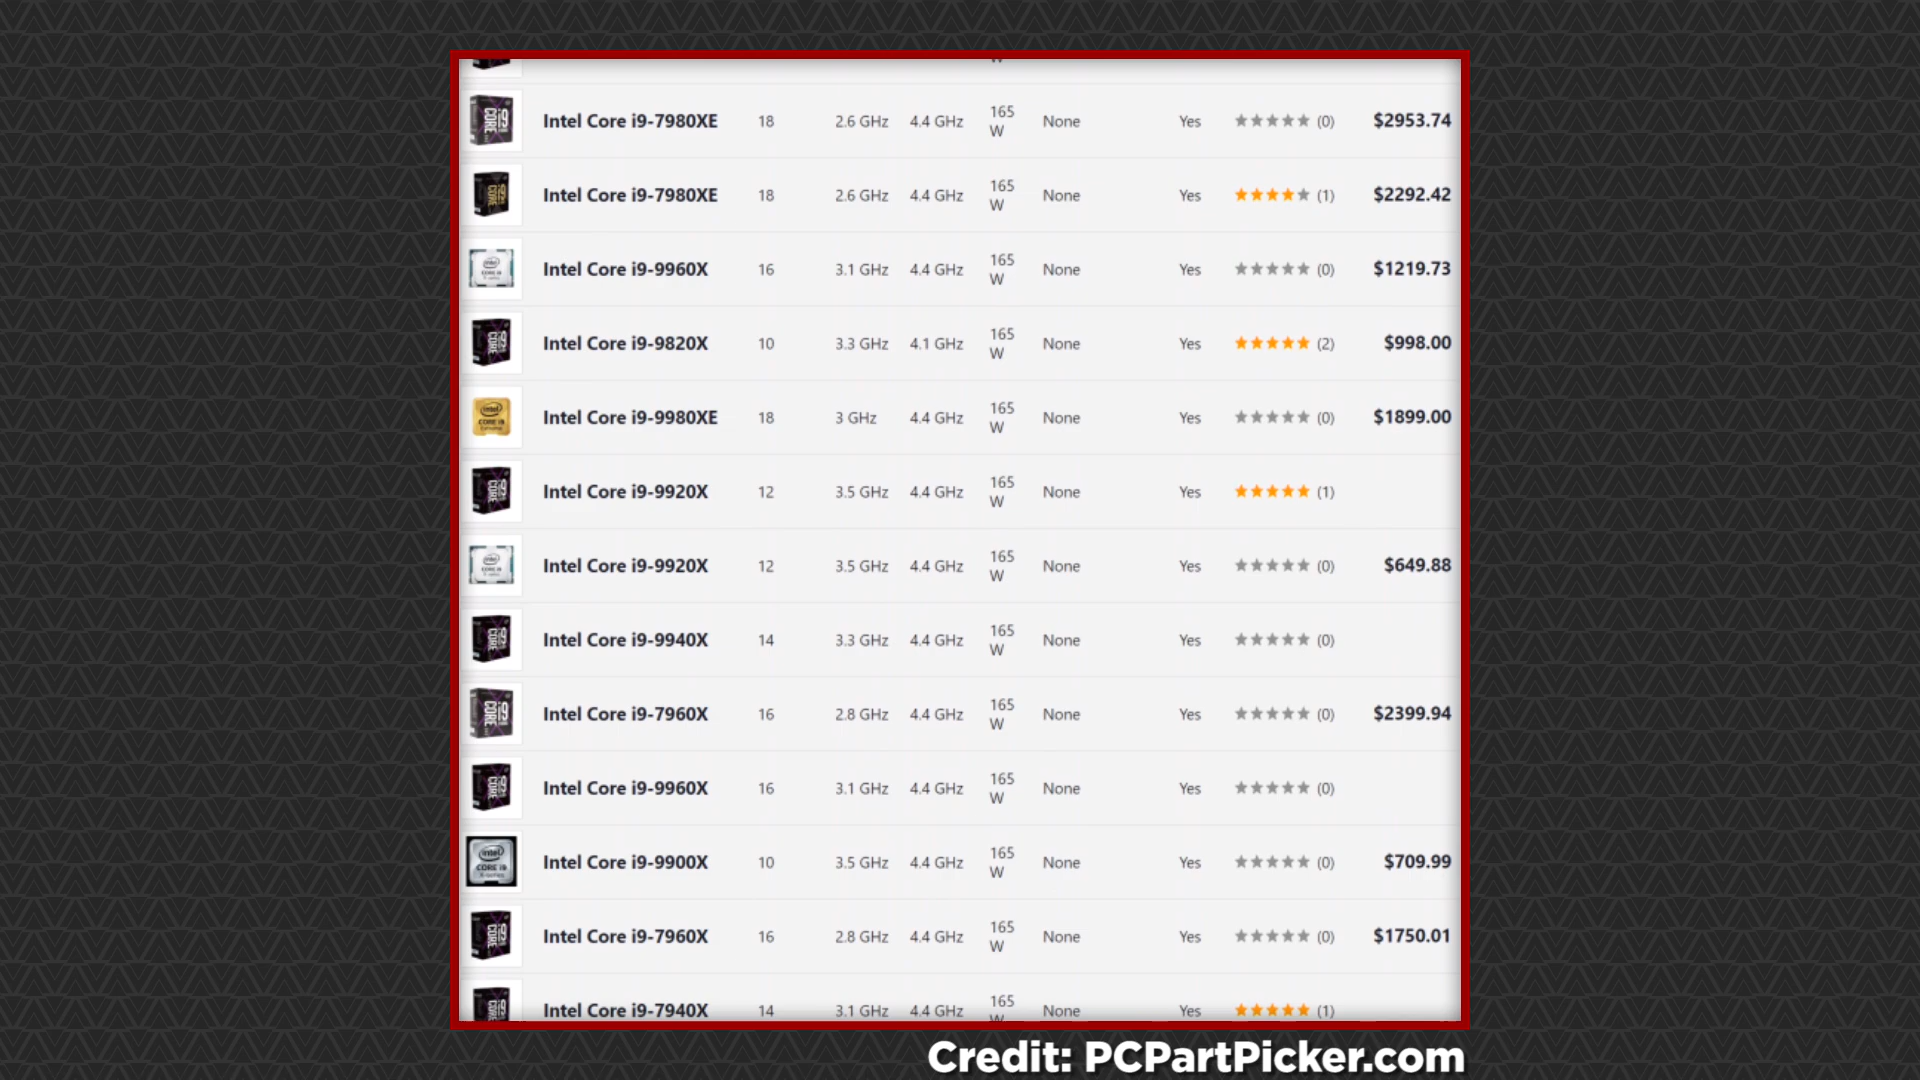 W
Intel Core i9-7980XE 18 2.6 GHz 4.4 GHz 165 W None Yes (0) $2953.74
Intel Core i9-7980XE 18 2.6 GHz 4.4 GHz 165 W None Yes (1) $2292.42
Intel Core i9-9960X 16 3.1 GHz 4.4 GHz 165 W None Yes (0) $1219.73
Intel Core i9-9820X 10 3.3 GHz 4.1 GHz 165 W None Yes (2) $998.00
Intel Core i9-9980XE 18 3 GHz 4.4 GHz 165 W None Yes (0) $1899.00
Intel Core i9-9920X 12 3.5 GHz 4.4 GHz 165 W None Yes (1)
Intel Core i9-9920X 12 3.5 GHz 4.4 GHz 165 W None Yes (0) $649.88
Intel Core i9-9940X 14 3.3 GHz 4.4 GHz 165 W None Yes (0)
Intel Core i9-7960X 16 2.8 GHz 4.4 GHz 165 W None Yes (0) $2399.94
Intel Core i9-9960X 16 3.1 GHz 4.4 GHz 165 W None Yes (0)
Intel Core i9-9900X 10 3.5 GHz 4.4 GHz 165 W None Yes (0) $709.99
Intel Core i9-7960X 16 2.8 GHz 4.4 GHz 165 W None Yes (0) $1750.01
Intel Core i9-7940X 14 3.1 GHz 4.4 GHz 165 W None Yes (1)
Credit: PCPartPicker.com